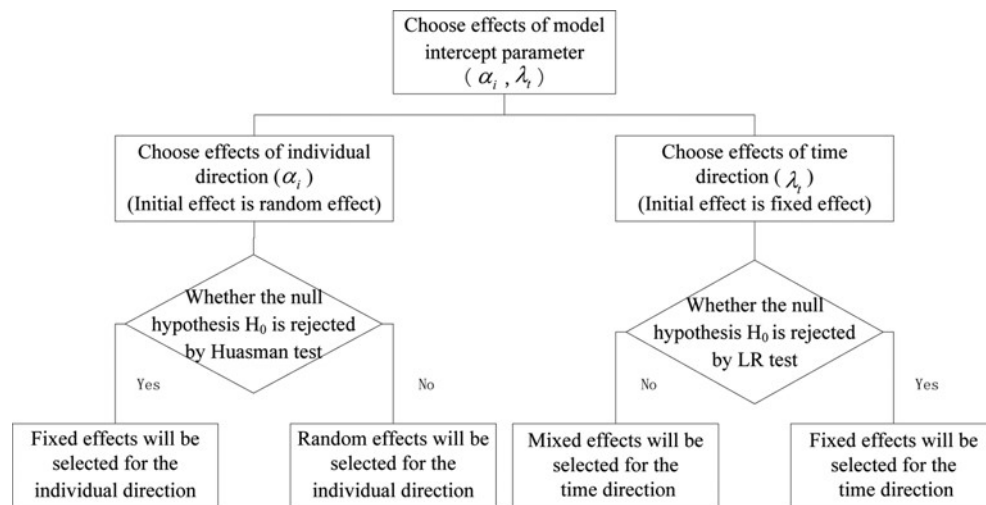 Choose effects of model
intercept parameter
( αi , λt )
Choose effects of individual
direction (αi)
(Initial effect is random effect)
Choose effects of time
direction ( λt )
(Initial effect is fixed effect)
Whether the null
hypothesis H0 is rejected
by Huasman test
Whether the null
hypothesis H0 is rejected
by LR test
Yes
No
No
Yes
Fixed effects will be
selected for the
individual direction
Random effects will be
selected for the
individual direction
Mixed effects will be
selected for the
time direction
Fixed effects will be
selected for the
time direction